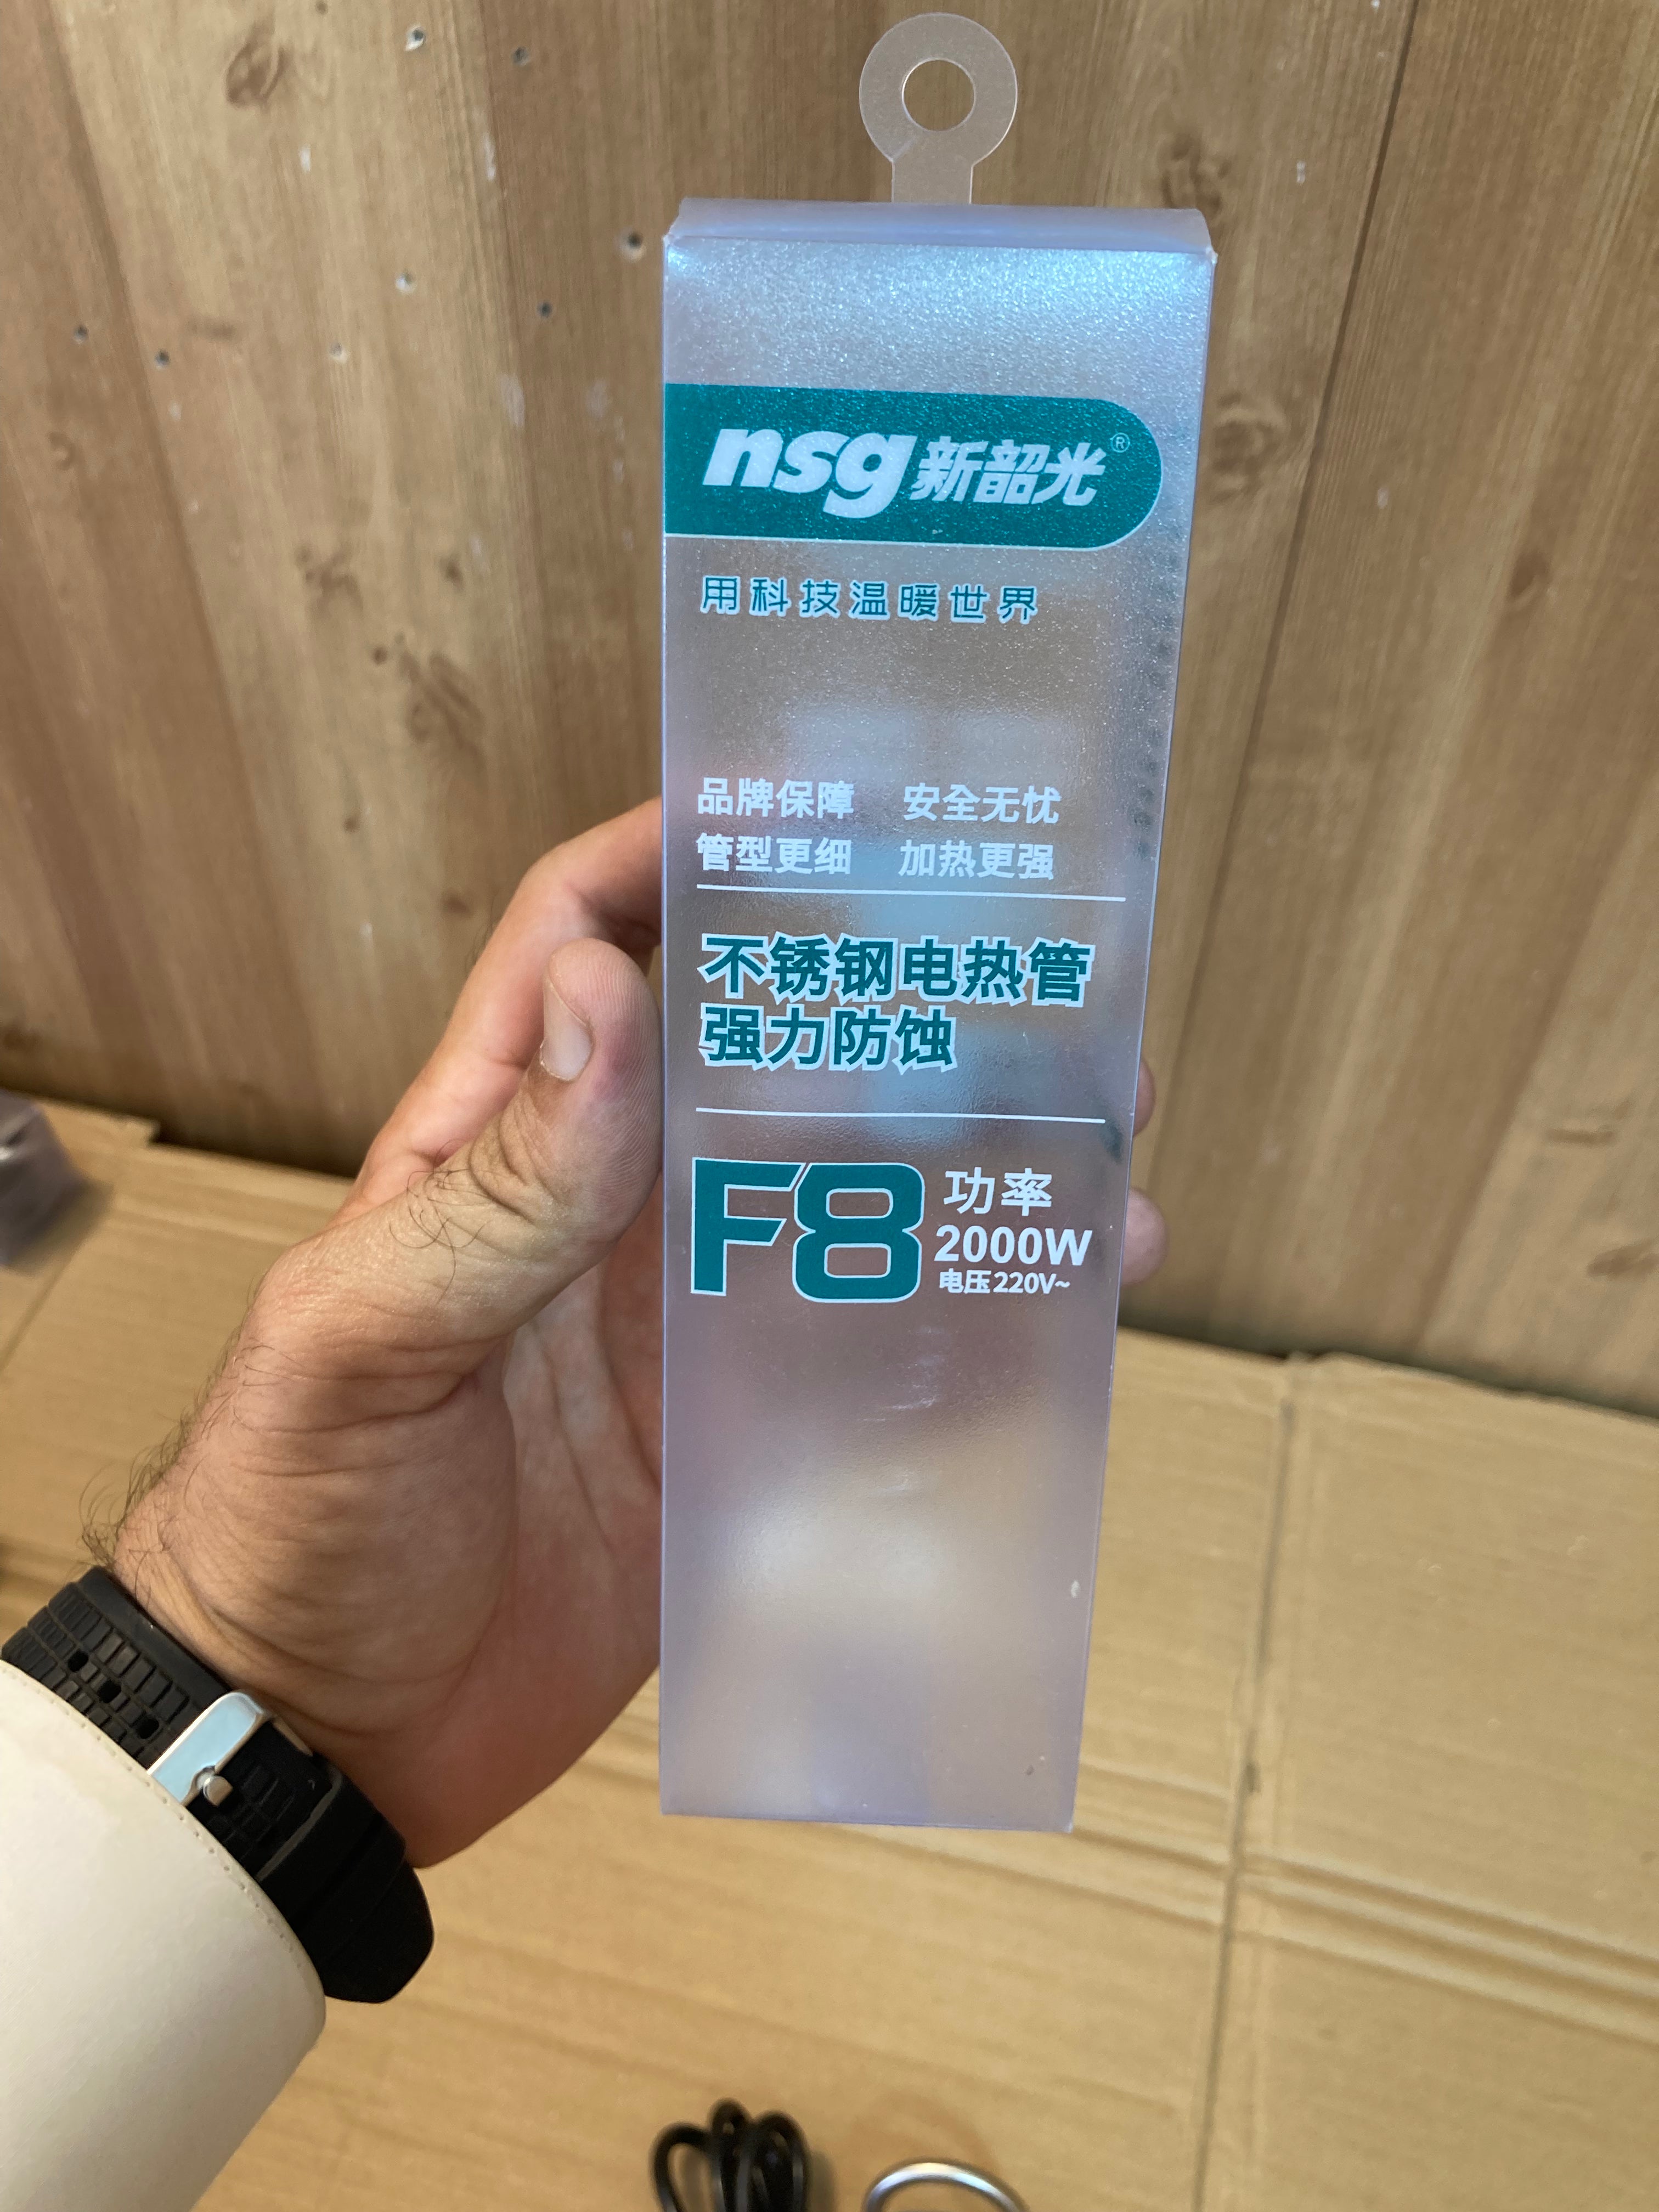 nsg新韶光®
用科技温暖世界
品牌保障 安全无忧
管型更细 加热更强
不锈钢电热管
强力防蚀
F8 功率
2000W
电压220V~